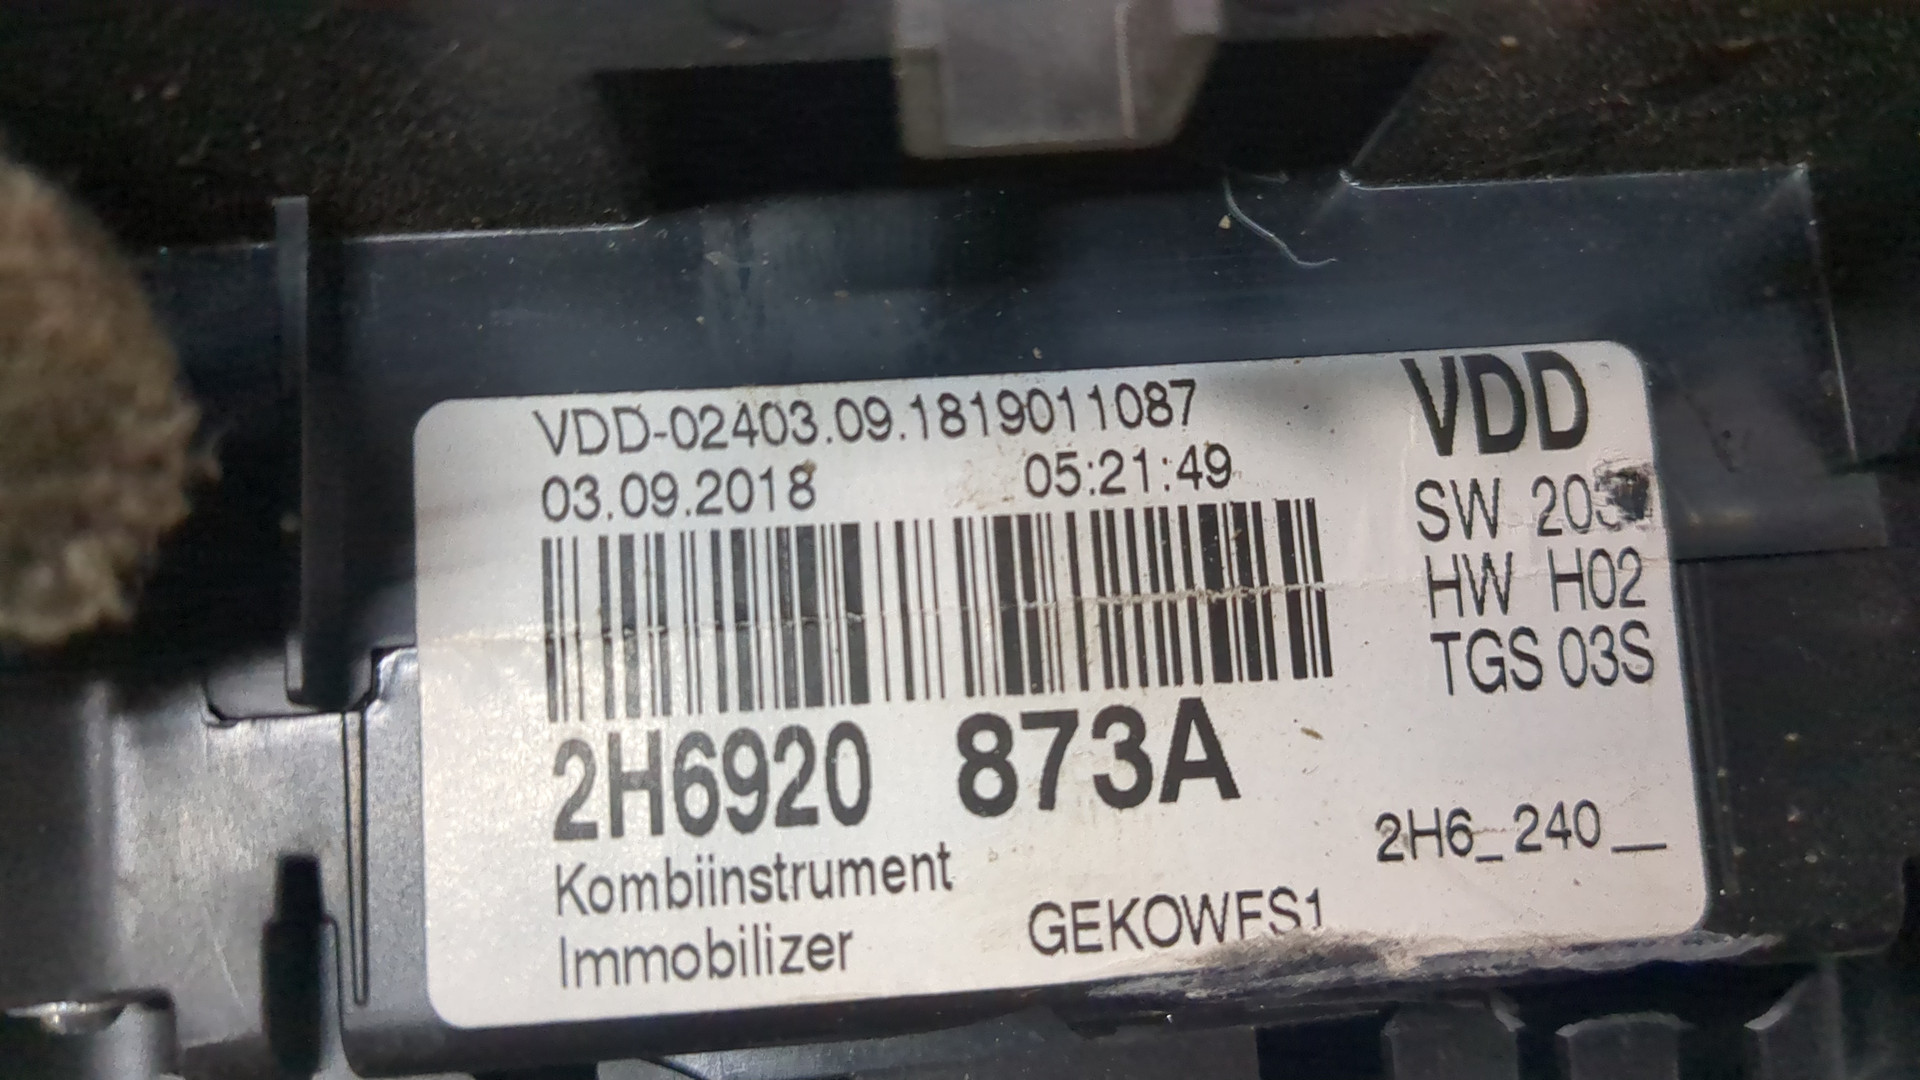 VDD-02403.09.1819011087
03.09.2018 05:21:49
VDD
SW
HW H02
TGS 03S
2H6920 873A
2H6_240__
Kombiinstrument
Immobilizer
GEKOWFS1